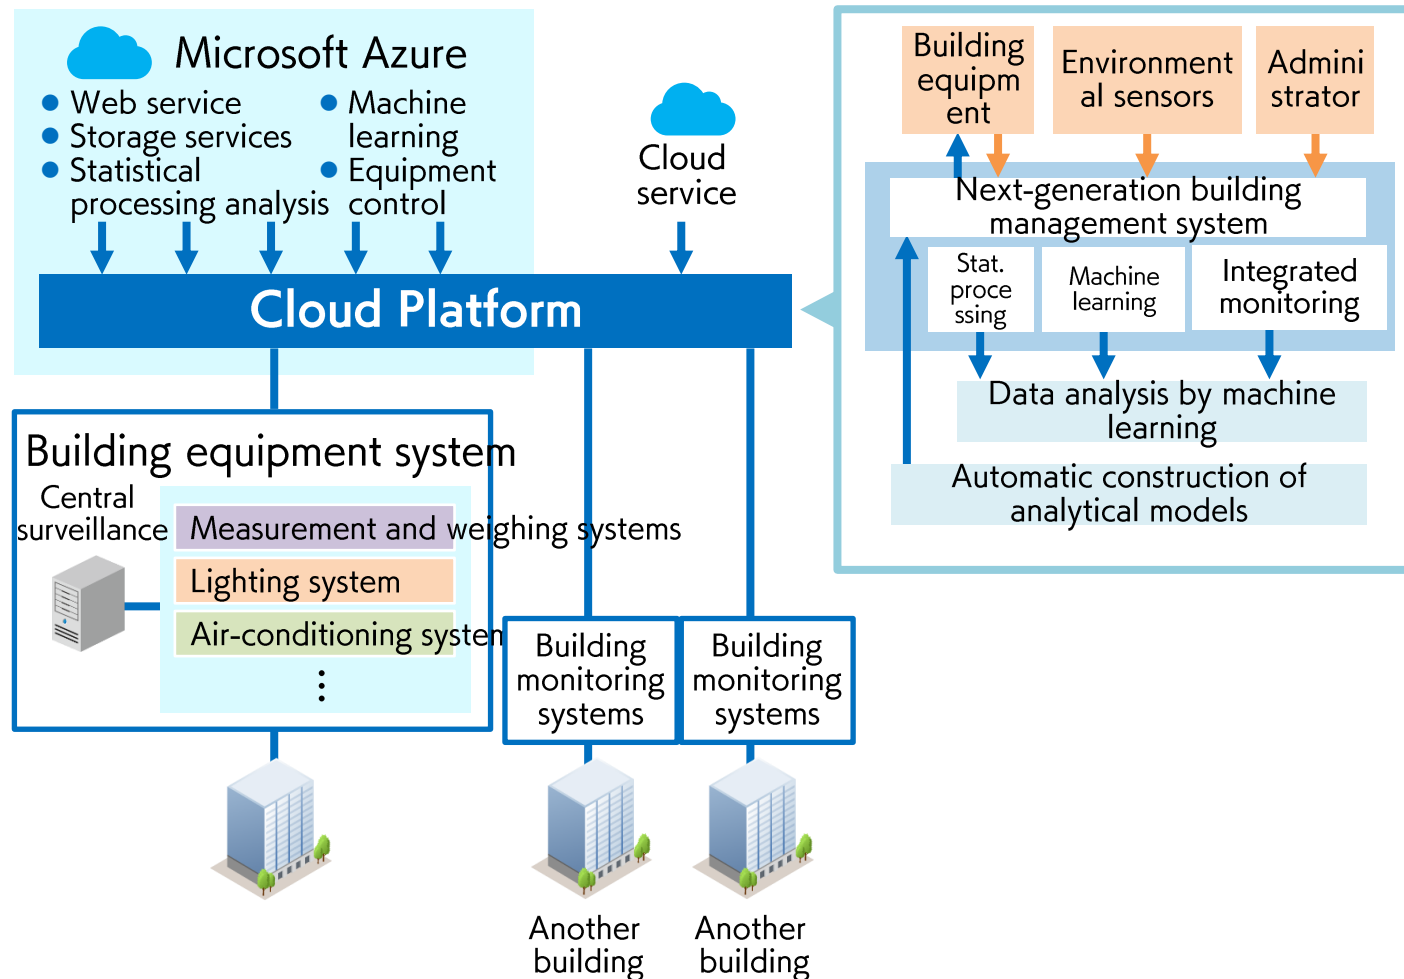 Microsoft Azure
Web service
Storage services
Statistical
processing analysis
Machine
learning
Equipment
control
Cloud
service
Cloud Platform
Building equipment system
Central
surveillance
Measurement and weighing systems
Lighting system
Air-conditioning system
Building
monitoring
systems
Building
monitoring
systems
Another
building
Another
building
Building
equipm
ent
Environment
al sensors
Admini
strator
Next-generation building
management system
Stat.
proce
ssing
Machine
learning
Integrated
monitoring
Data analysis by machine
learning
Automatic construction of
analytical models